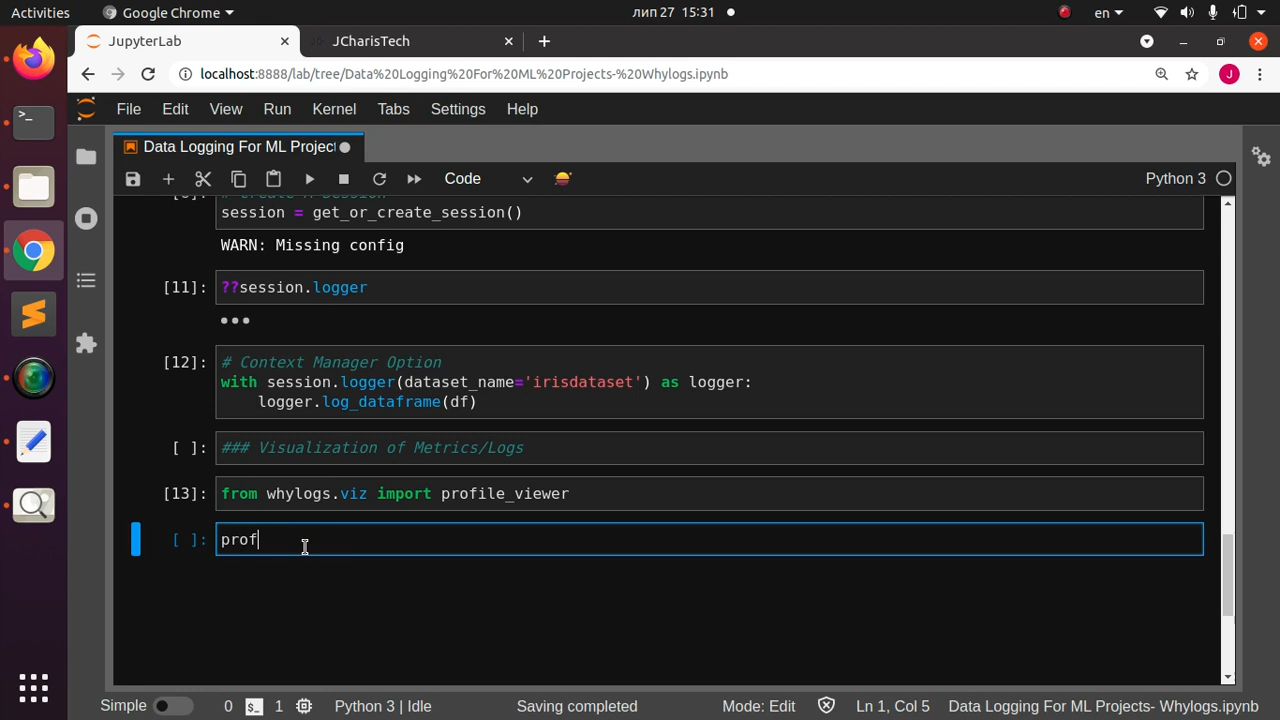 Activities Google Chrome лип 27 15:31 en
JupyterLab JCharisTech
localhost:8888/lab/tree/Data%20Logging%20For%20ML%20Projects-%20Whylogs.ipynb J
File Edit View Run Kernel Tabs Settings Help
Data Logging For ML Project
Code Python 3
[8]: # Create A Session
session = get_or_create_session()
WARN: Missing config
[11]: ??session.logger
[12]: # Context Manager Option
with session.logger(dataset_name='irisdataset') as logger:
logger.log_dataframe(df)
[ ]: ### Visualization of Metrics/Logs
[13]: from whylogs.viz import profile_viewer
[ ]: prof
Simple 0 $_ 1 Python 3 | Idle Saving completed Mode: Edit Ln 1, Col 5 Data Logging For ML Projects- Whylogs.ipynb